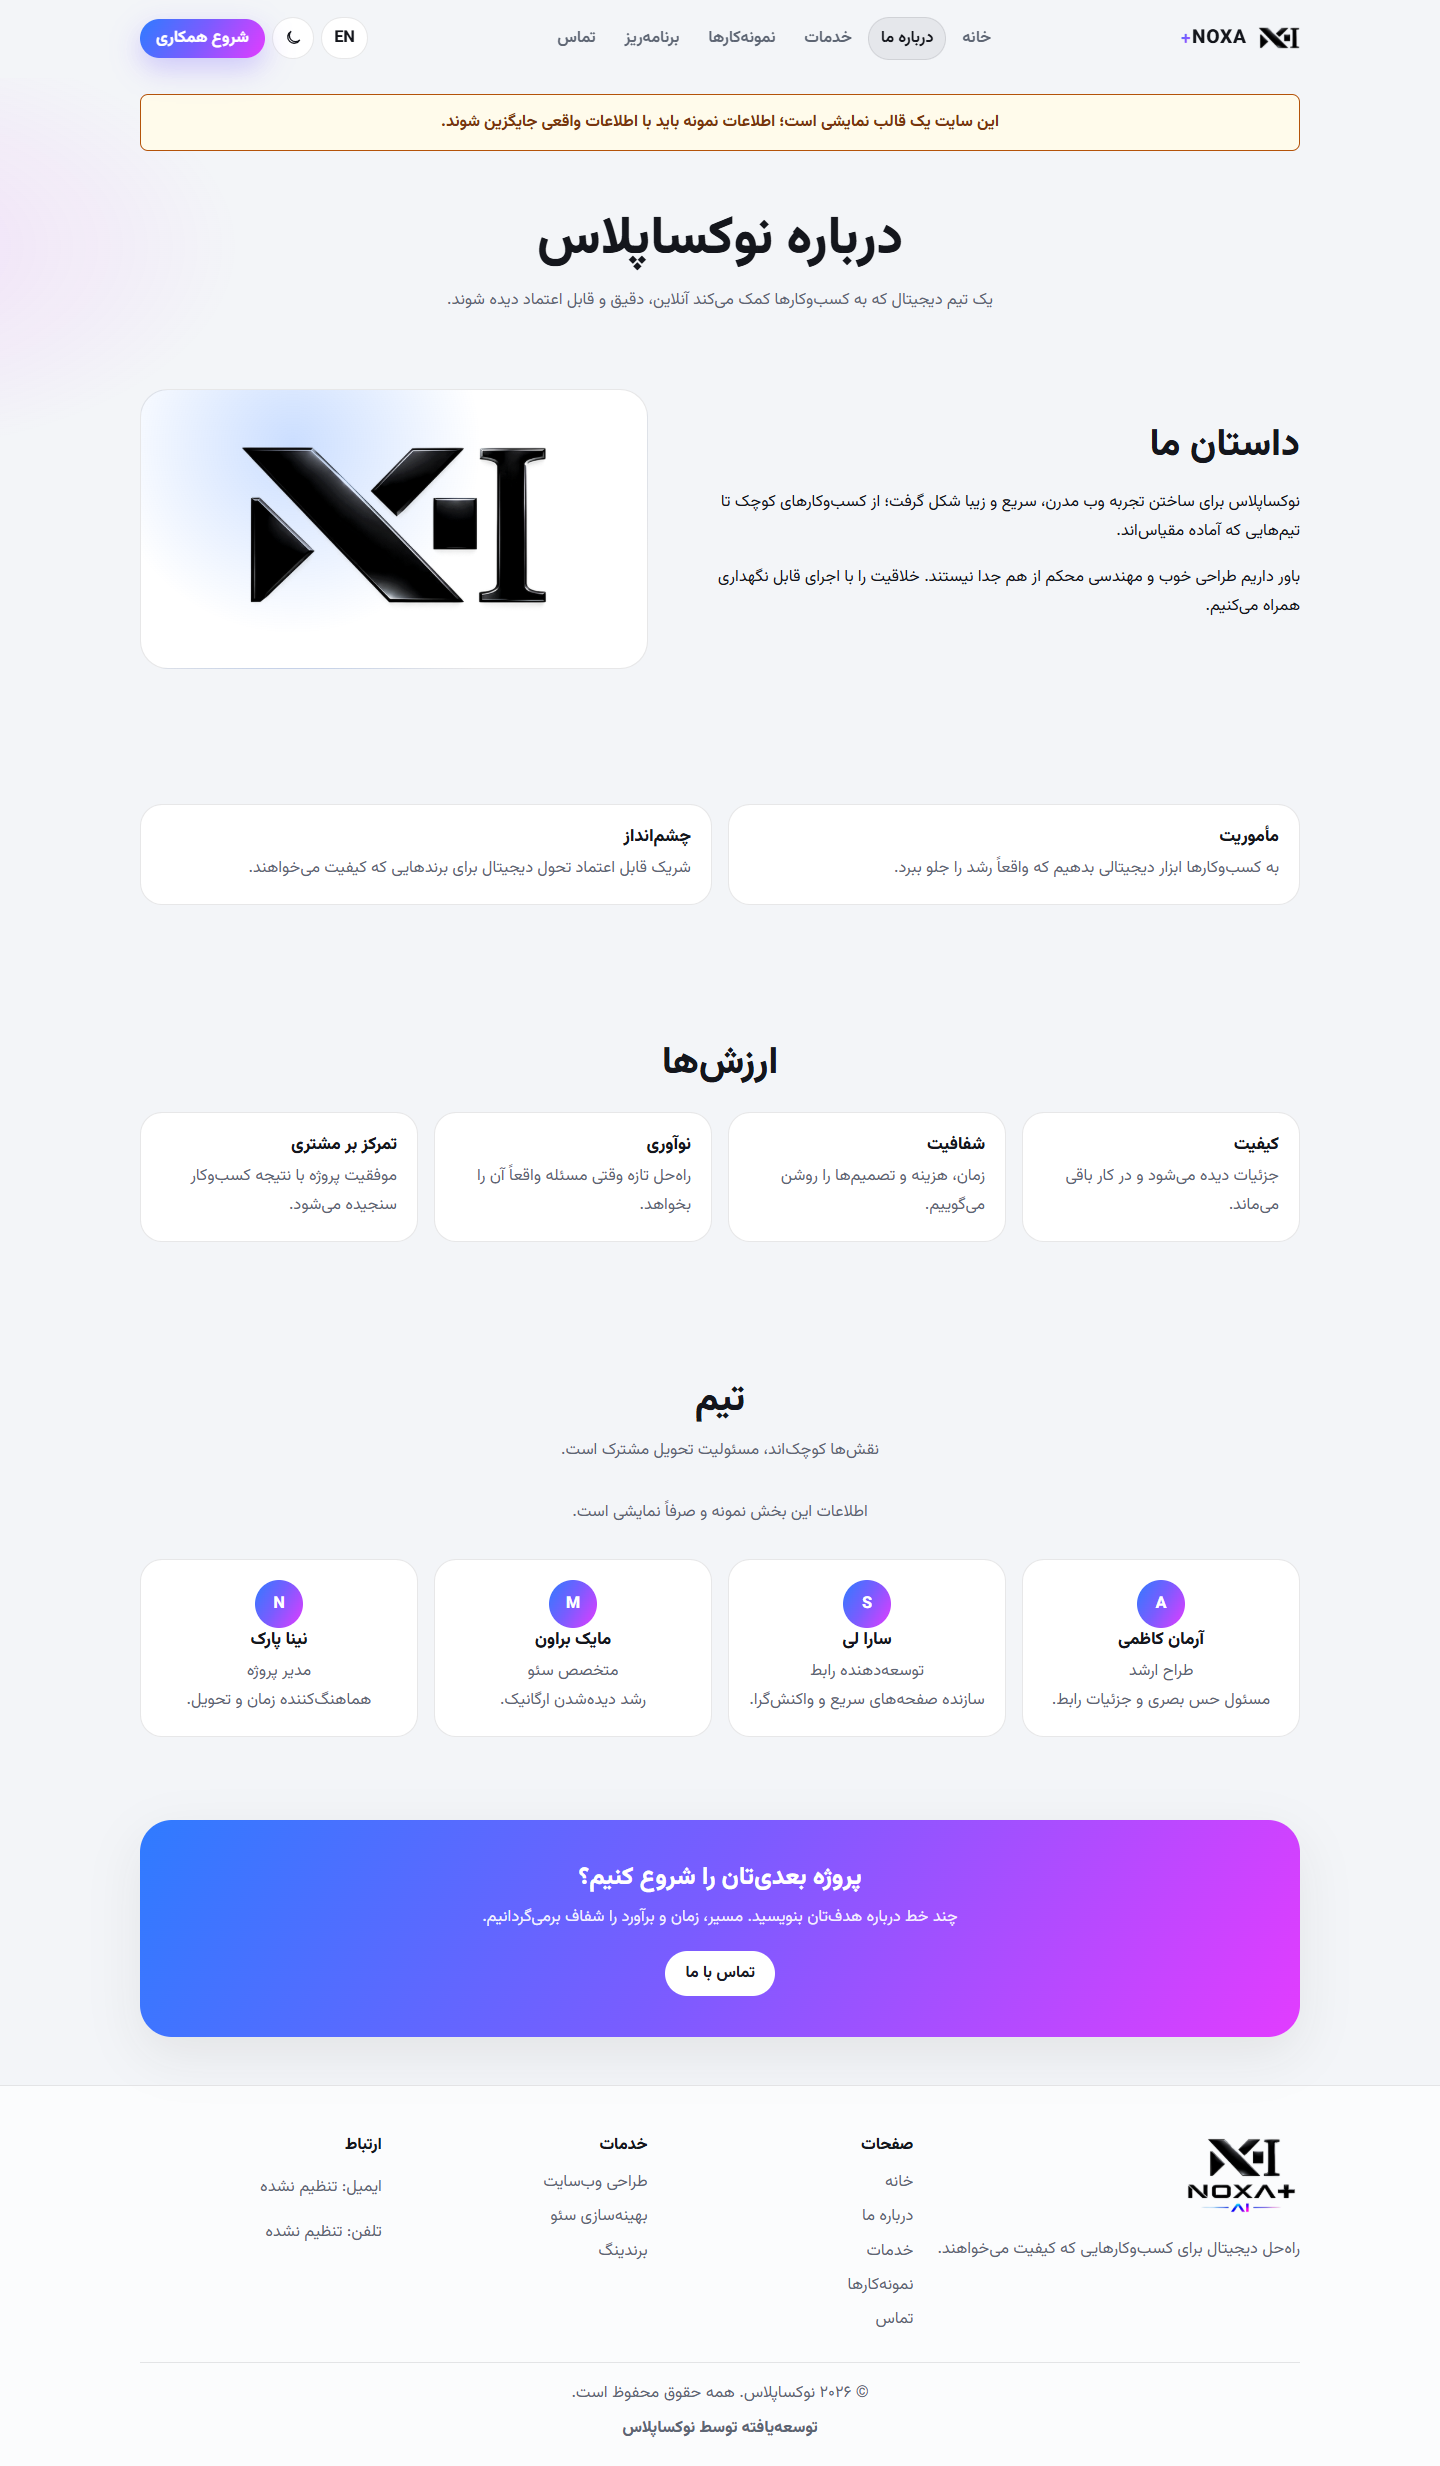 NOXA+
خانه
درباره ما
خدمات
نمونه‌کارها
برنامه‌ریز
تماس
EN
شروع همکاری
این سایت یک قالب نمایشی است؛ اطلاعات نمونه باید با اطلاعات واقعی جایگزین شوند.
درباره نوکساپلاس
یک تیم دیجیتال که به کسب‌وکارها کمک می‌کند آنلاین، دقیق و قابل اعتماد دیده شوند.
داستان ما
نوکساپلاس برای ساختن تجربه وب مدرن، سریع و زیبا شکل گرفت؛ از کسب‌وکارهای کوچک تا
تیم‌هایی که آماده مقیاس‌اند.
باور داریم طراحی خوب و مهندسی محکم از هم جدا نیستند. خلاقیت را با اجرای قابل نگهداری
همراه می‌کنیم.
مأموریت
به کسب‌وکارها ابزار دیجیتالی بدهیم که واقعاً رشد را جلو ببرد.
چشم‌انداز
شریک قابل اعتماد تحول دیجیتال برای برندهایی که کیفیت می‌خواهند.
ارزش‌ها
کیفیت
جزئیات دیده می‌شود و در کار باقی
می‌ماند.
شفافیت
زمان، هزینه و تصمیم‌ها را روشن
می‌گوییم.
نوآوری
راه‌حل تازه وقتی مسئله واقعاً آن را
بخواهد.
تمرکز بر مشتری
موفقیت پروژه با نتیجه کسب‌وکار
سنجیده می‌شود.
تیم
نقش‌ها کوچک‌اند، مسئولیت تحویل مشترک است.
اطلاعات این بخش نمونه و صرفاً نمایشی است.
A
آرمان کاظمی
طراح ارشد
مسئول حس بصری و جزئیات رابط.
S
سارا لی
توسعه‌دهنده رابط
سازنده صفحه‌های سریع و واکنش‌گرا.
M
مایک براون
متخصص سئو
رشد دیده‌شدن ارگانیک.
N
نینا پارک
مدیر پروژه
هماهنگ‌کننده زمان و تحویل.
پروژه بعدی‌تان را شروع کنیم؟
چند خط درباره هدف‌تان بنویسید. مسیر، زمان و برآورد را شفاف برمی‌گردانیم.
تماس با ما
NOXA+
AI
راه‌حل دیجیتال برای کسب‌وکارهایی که کیفیت می‌خواهند.
صفحات
خانه
درباره ما
خدمات
نمونه‌کارها
تماس
خدمات
طراحی وب‌سایت
بهینه‌سازی سئو
برندینگ
ارتباط
ایمیل: تنظیم نشده
تلفن: تنظیم نشده
© ۲۰۲۶ نوکساپلاس. همه حقوق محفوظ است.
توسعه‌یافته توسط نوکساپلاس